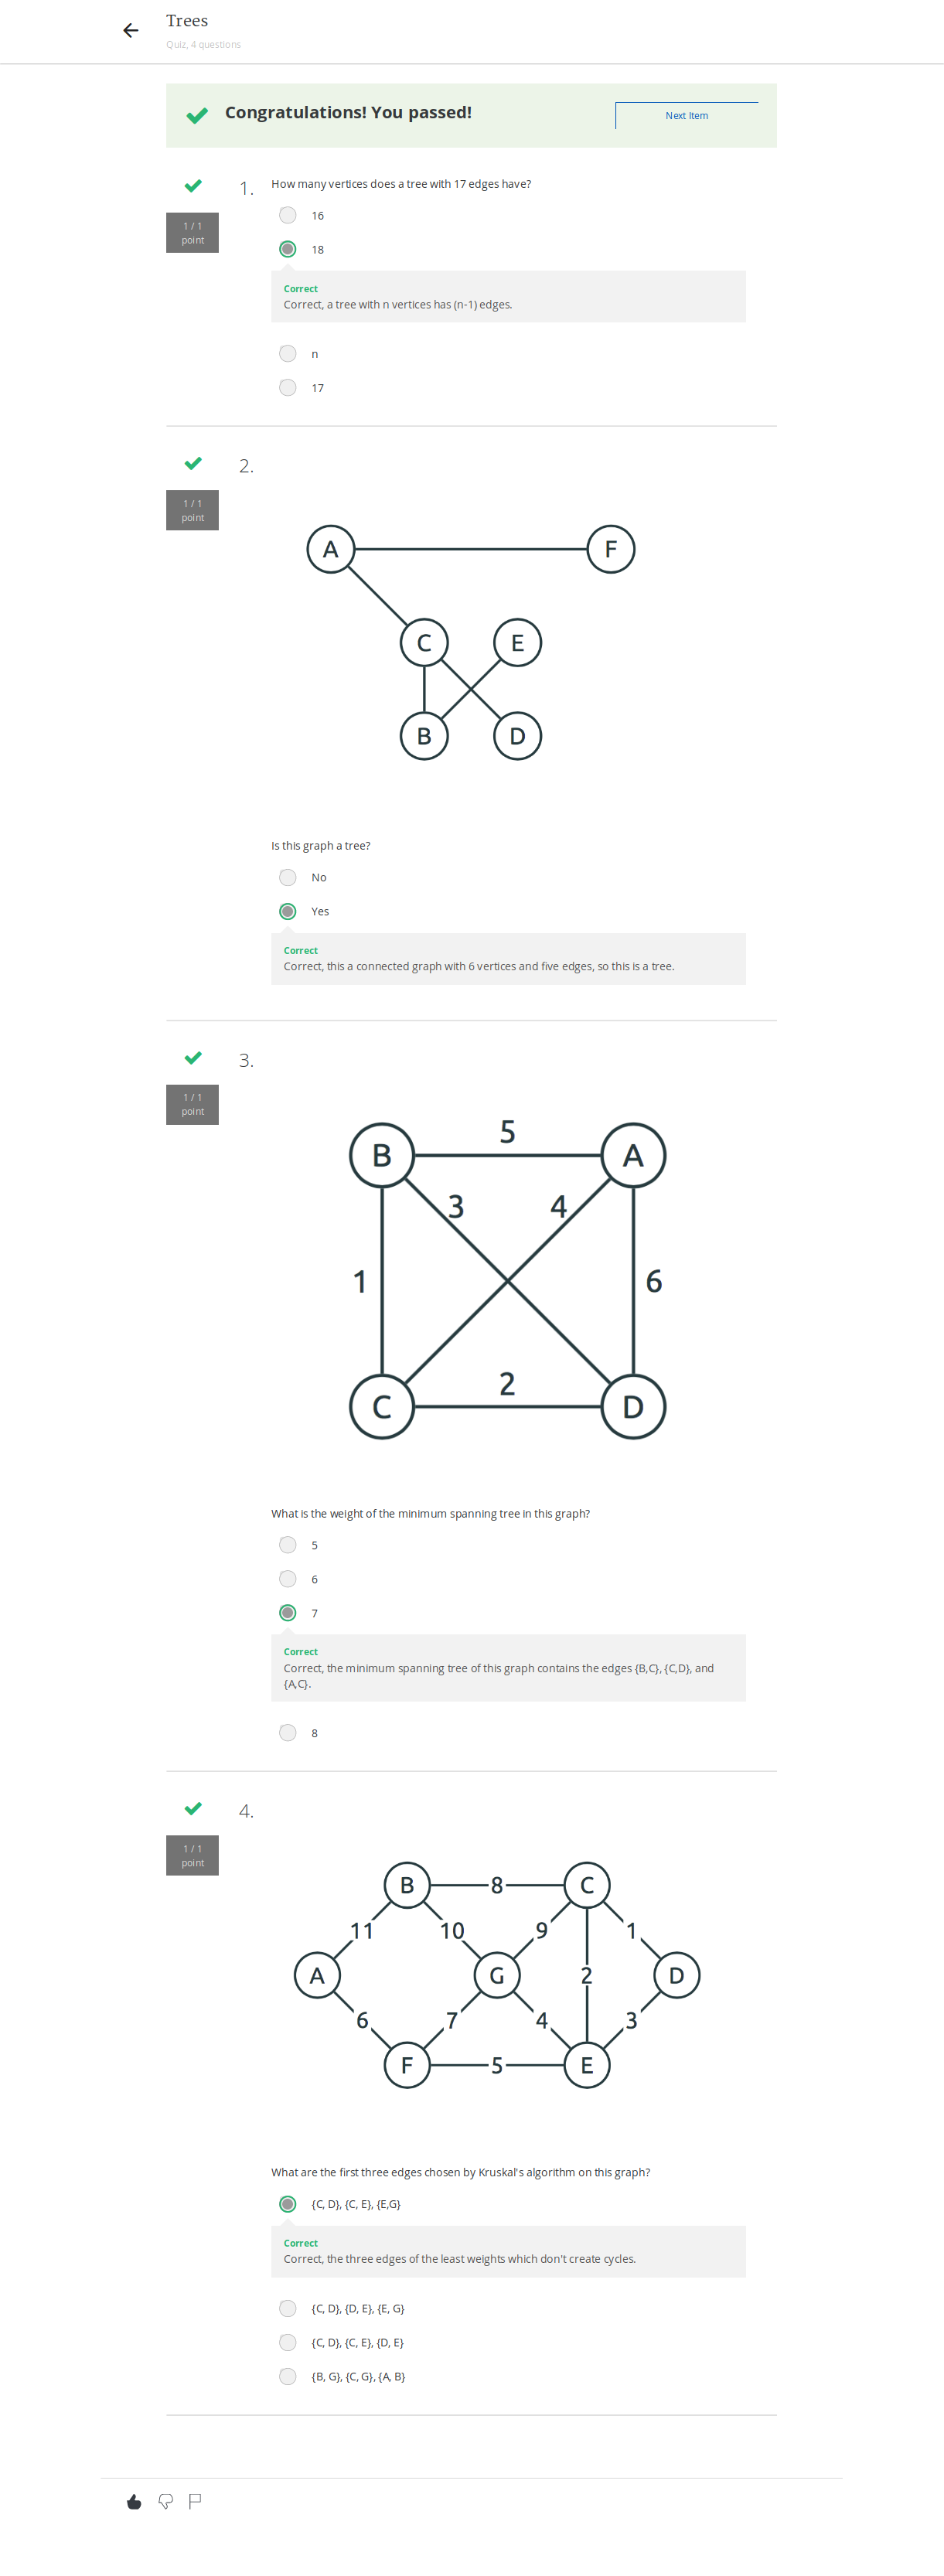 Trees
Quiz, 4 questions
Congratulations! You passed!
Next Item
1 / 1
point
1.
How many vertices does a tree with 17 edges have?
16
18
Correct
Correct, a tree with n vertices has (n-1) edges.
n
17
1 / 1
point
2.
A
F
C
E
B
D
Is this graph a tree?
No
Yes
Correct
Correct, this a connected graph with 6 vertices and five edges, so this is a tree.
1 / 1
point
3.
5
B
A
3
4
1
6
2
C
D
What is the weight of the minimum spanning tree in this graph?
5
6
7
Correct
Correct, the minimum spanning tree of this graph contains the edges {B,C}, {C,D}, and
{A,C}.
8
1 / 1
point
4.
B 8 C
11 10 9 1
A G 2 D
6 7 4 3
F 5 E
What are the first three edges chosen by Kruskal's algorithm on this graph?
{C, D}, {C, E}, {E,G}
Correct
Correct, the three edges of the least weights which don't create cycles.
{C, D}, {D, E}, {E, G}
{C, D}, {C, E}, {D, E}
{B, G}, {C, G}, {A, B}